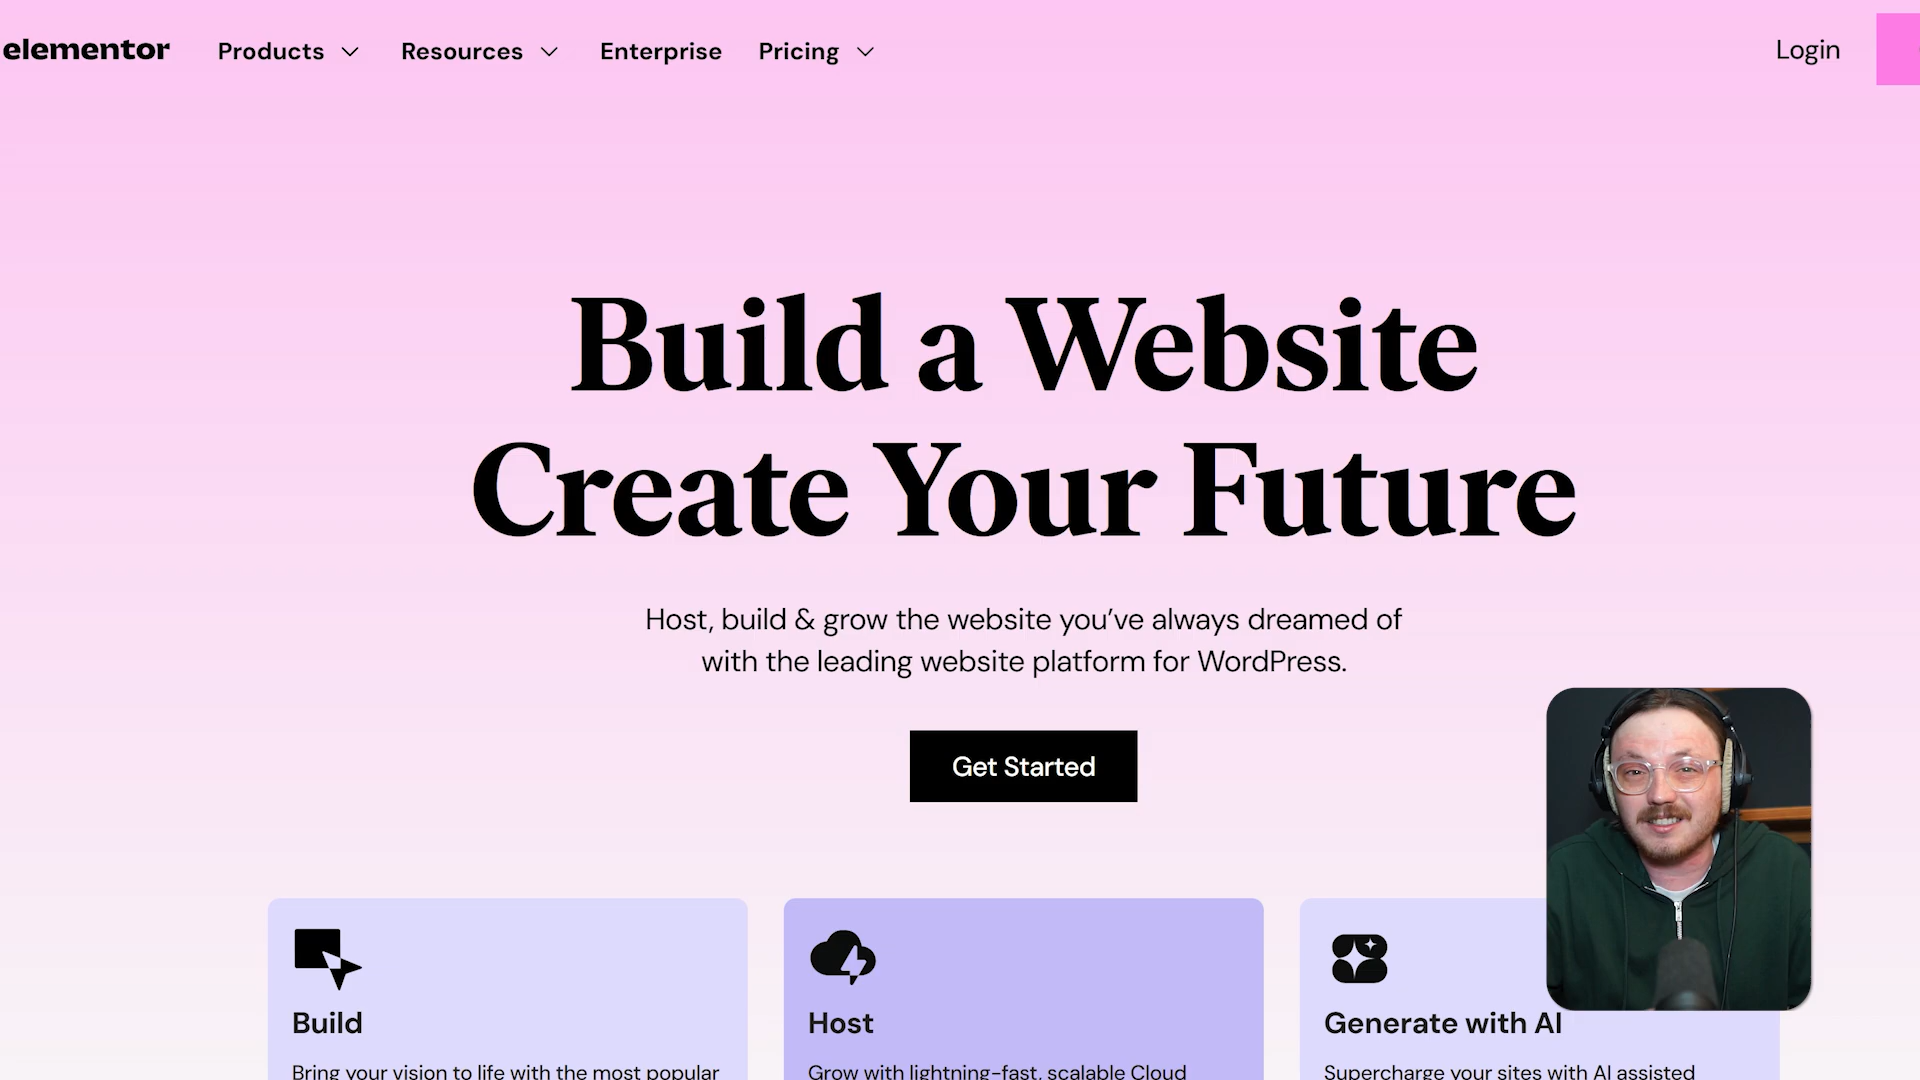 elementor
Products
Resources
Enterprise
Pricing
Login
Build a Website
Create Your Future
Host, build & grow the website you’ve always dreamed of
with the leading website platform for WordPress.
Get Started
Build
Bring your vision to life with the most popular
Host
Grow with lightning-fast, scalable Cloud
Generate with AI
Supercharge your sites with AI assisted